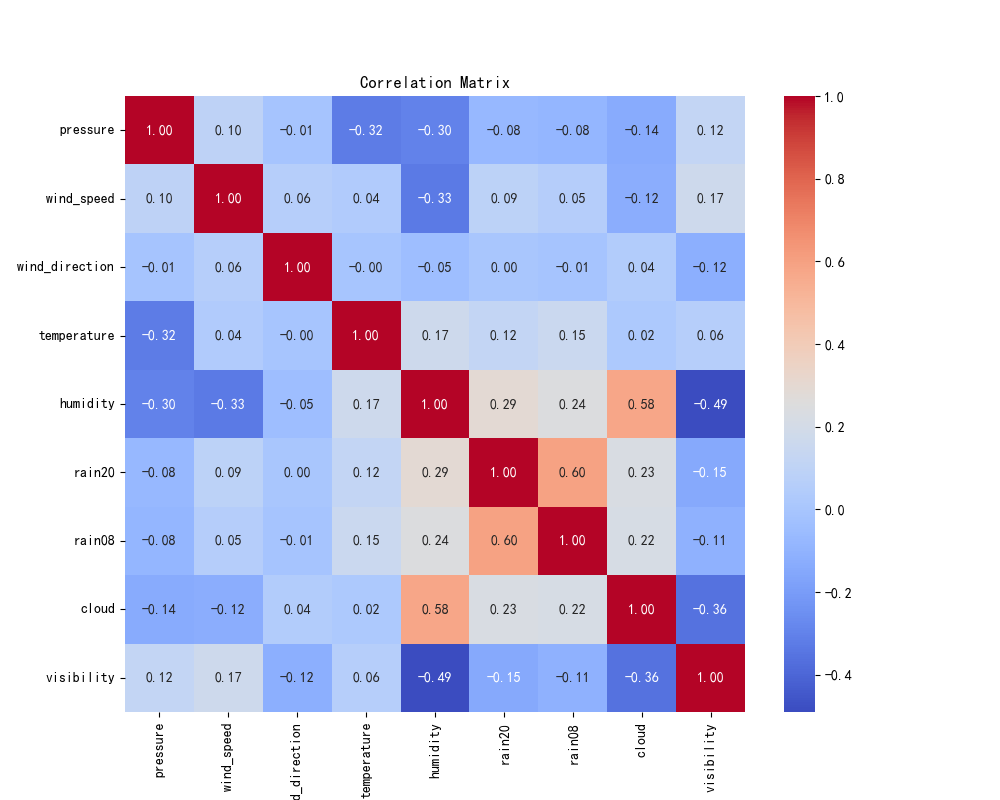 Correlation Matrix
pressure 1.00 0.10 -0.01 -0.32 -0.30 -0.08 -0.08 -0.14 0.12
wind_speed 0.10 1.00 0.06 0.04 -0.33 0.09 0.05 -0.12 0.17
wind_direction -0.01 0.06 1.00 -0.00 -0.05 0.00 -0.01 0.04 -0.12
temperature -0.32 0.04 -0.00 1.00 0.17 0.12 0.15 0.02 0.06
humidity -0.30 -0.33 -0.05 0.17 1.00 0.29 0.24 0.58 -0.49
rain20 -0.08 0.09 0.00 0.12 0.29 1.00 0.60 0.23 -0.15
rain08 -0.08 0.05 -0.01 0.15 0.24 0.60 1.00 0.22 -0.11
cloud -0.14 -0.12 0.04 0.02 0.58 0.23 0.22 1.00 -0.36
visibility 0.12 0.17 -0.12 0.06 -0.49 -0.15 -0.11 -0.36 1.00
pressure
wind_speed
d_direction
temperature
humidity
rain20
rain08
cloud
visibility
1.0
0.8
0.6
0.4
0.2
0.0
-0.2
-0.4